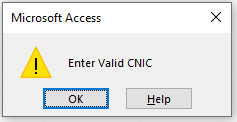 Microsoft Access
Enter Valid CNIC
OK
Help